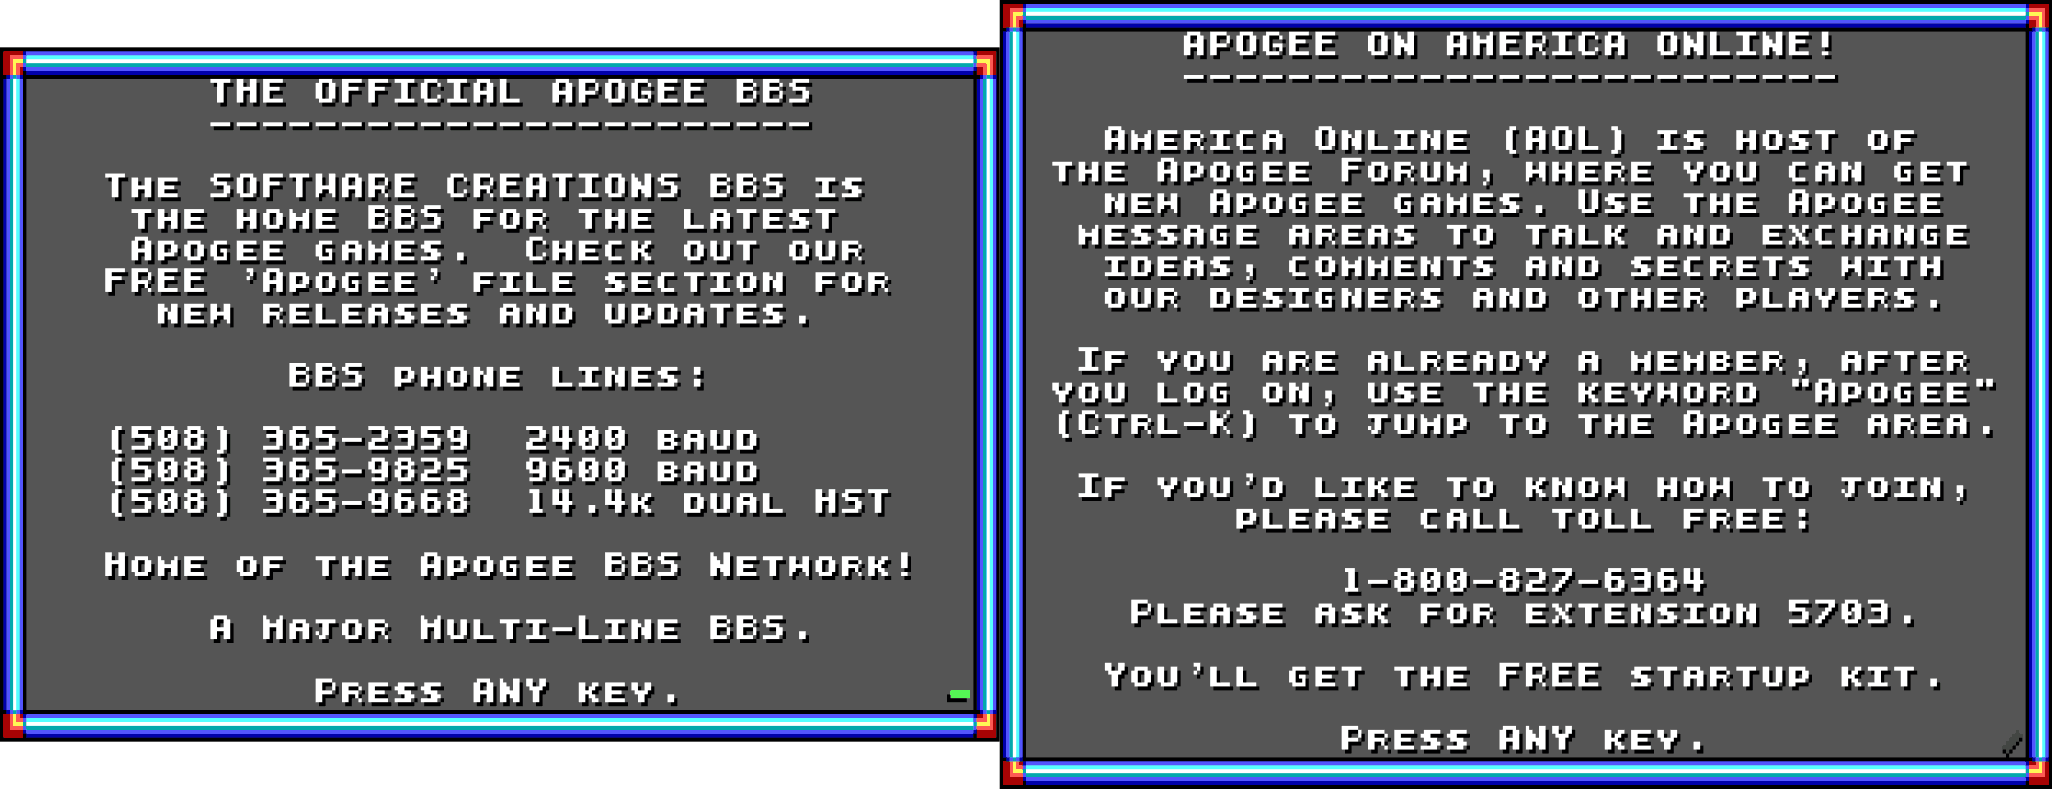 THE OFFICIAL APOGEE BBS
-----------------------
The SOFTWARE CREATIONS BBS is
the home BBS for the latest
Apogee games.  Check out our
FREE 'Apogee' file section for
new releases and updates.
BBS phone lines:
(508) 365-2359  2400 baud
(508) 365-9825  9600 baud
(508) 365-9668  14.4k dual HST
Home of the Apogee BBS Network!
A Major Multi-Line BBS.
Press ANY key.
APOGEE ON AMERICA ONLINE!
-------------------------
America Online (AOL) is host of
the Apogee Forum, where you can get
new Apogee games. Use the Apogee
message areas to talk and exchange
ideas, comments and secrets with
our designers and other players.
If you are already a member, after
you log on, use the keyword "Apogee"
(Ctrl-K) to jump to the Apogee area.
If you'd like to know how to join,
please call toll free:
1-800-827-6364
Please ask for extension 5703.
You'll get the FREE startup kit.
Press ANY key.